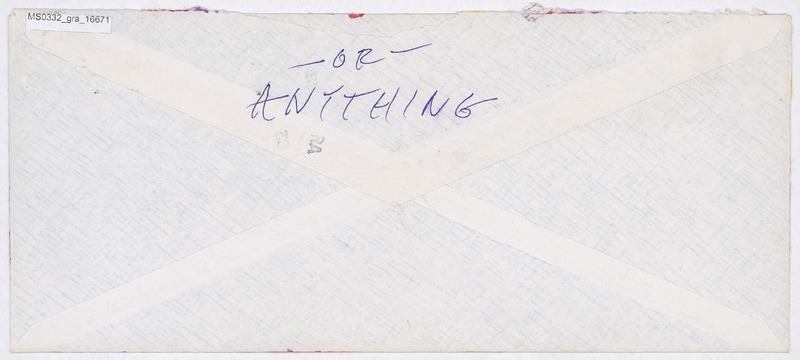 MS0332_gra_16671
— OR —
ANYTHING